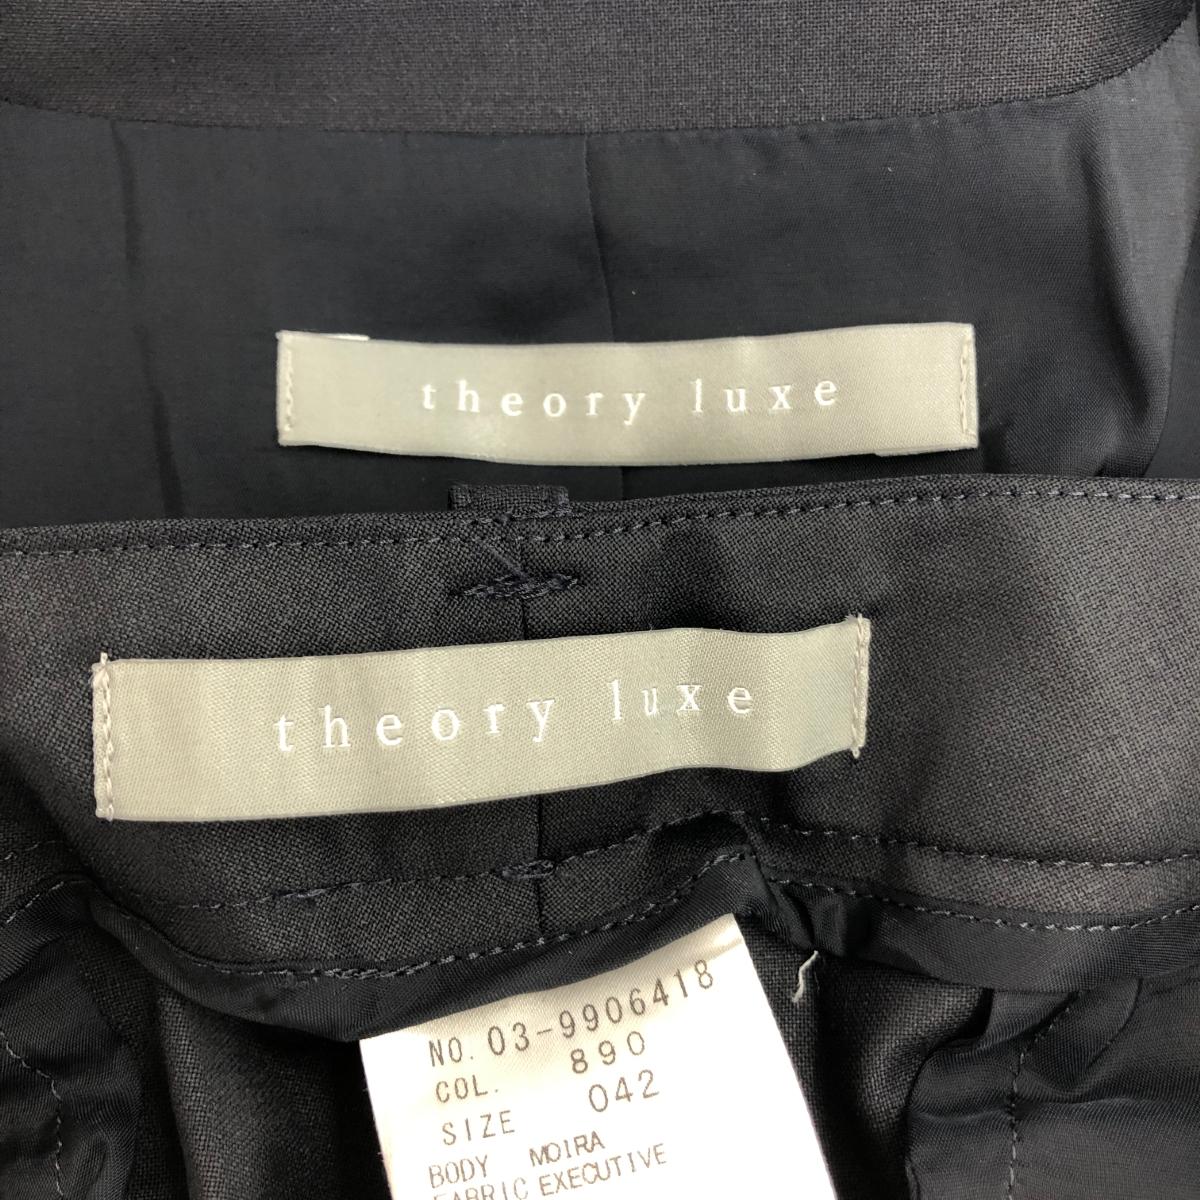 theory luxe
theory luxe
NO. 03-9906418
COL. 890
SIZE 042
BODY MOIRA
FABRIC EXECUTIVE